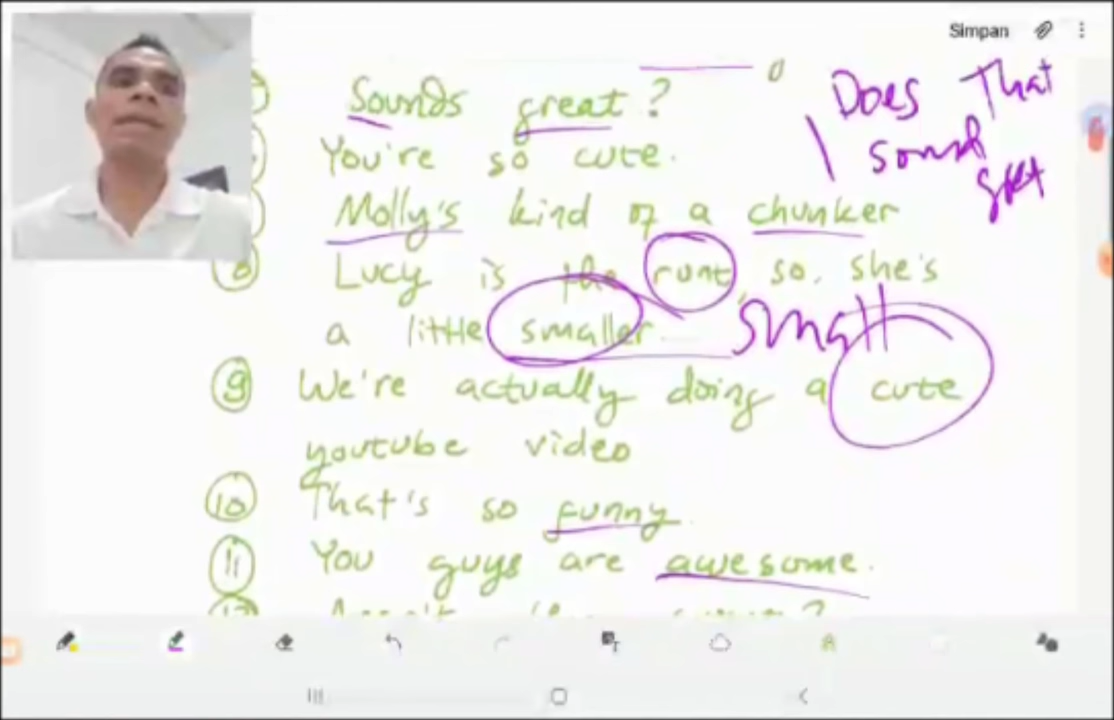 Simpan
Does That
Sounds great?
sound
You're so cute.
Molly's kind of a chunker
⑧ Lucy is the runt, so. she's
a little smaller.
small
⑨ We're actually doing a cute
youtube video
⑩ That's so funny.
⑪ You guys are awesome.